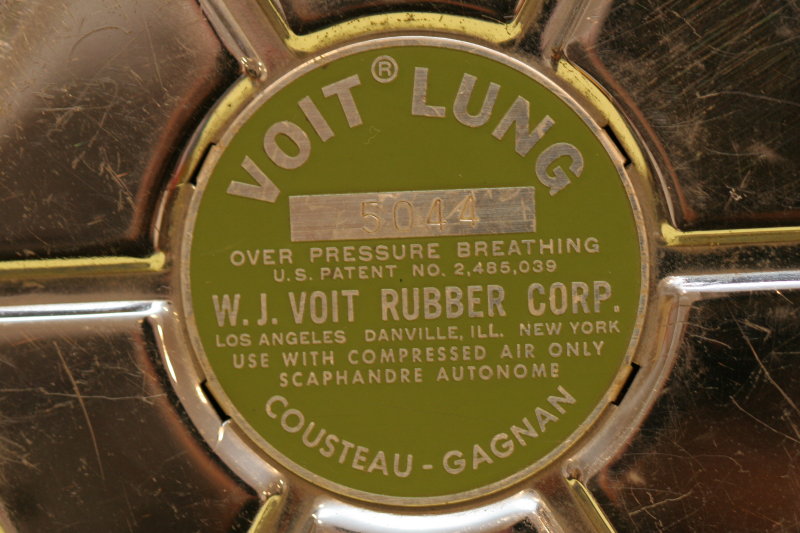 VOIT® LUNG
5044
OVER PRESSURE BREATHING
U.S. PATENT NO. 2,485,039
W. J. VOIT RUBBER CORP.
LOS ANGELES DANVILLE, ILL. NEW YORK
USE WITH COMPRESSED AIR ONLY
SCAPHANDRE AUTONOME
COUSTEAU - GAGNAN